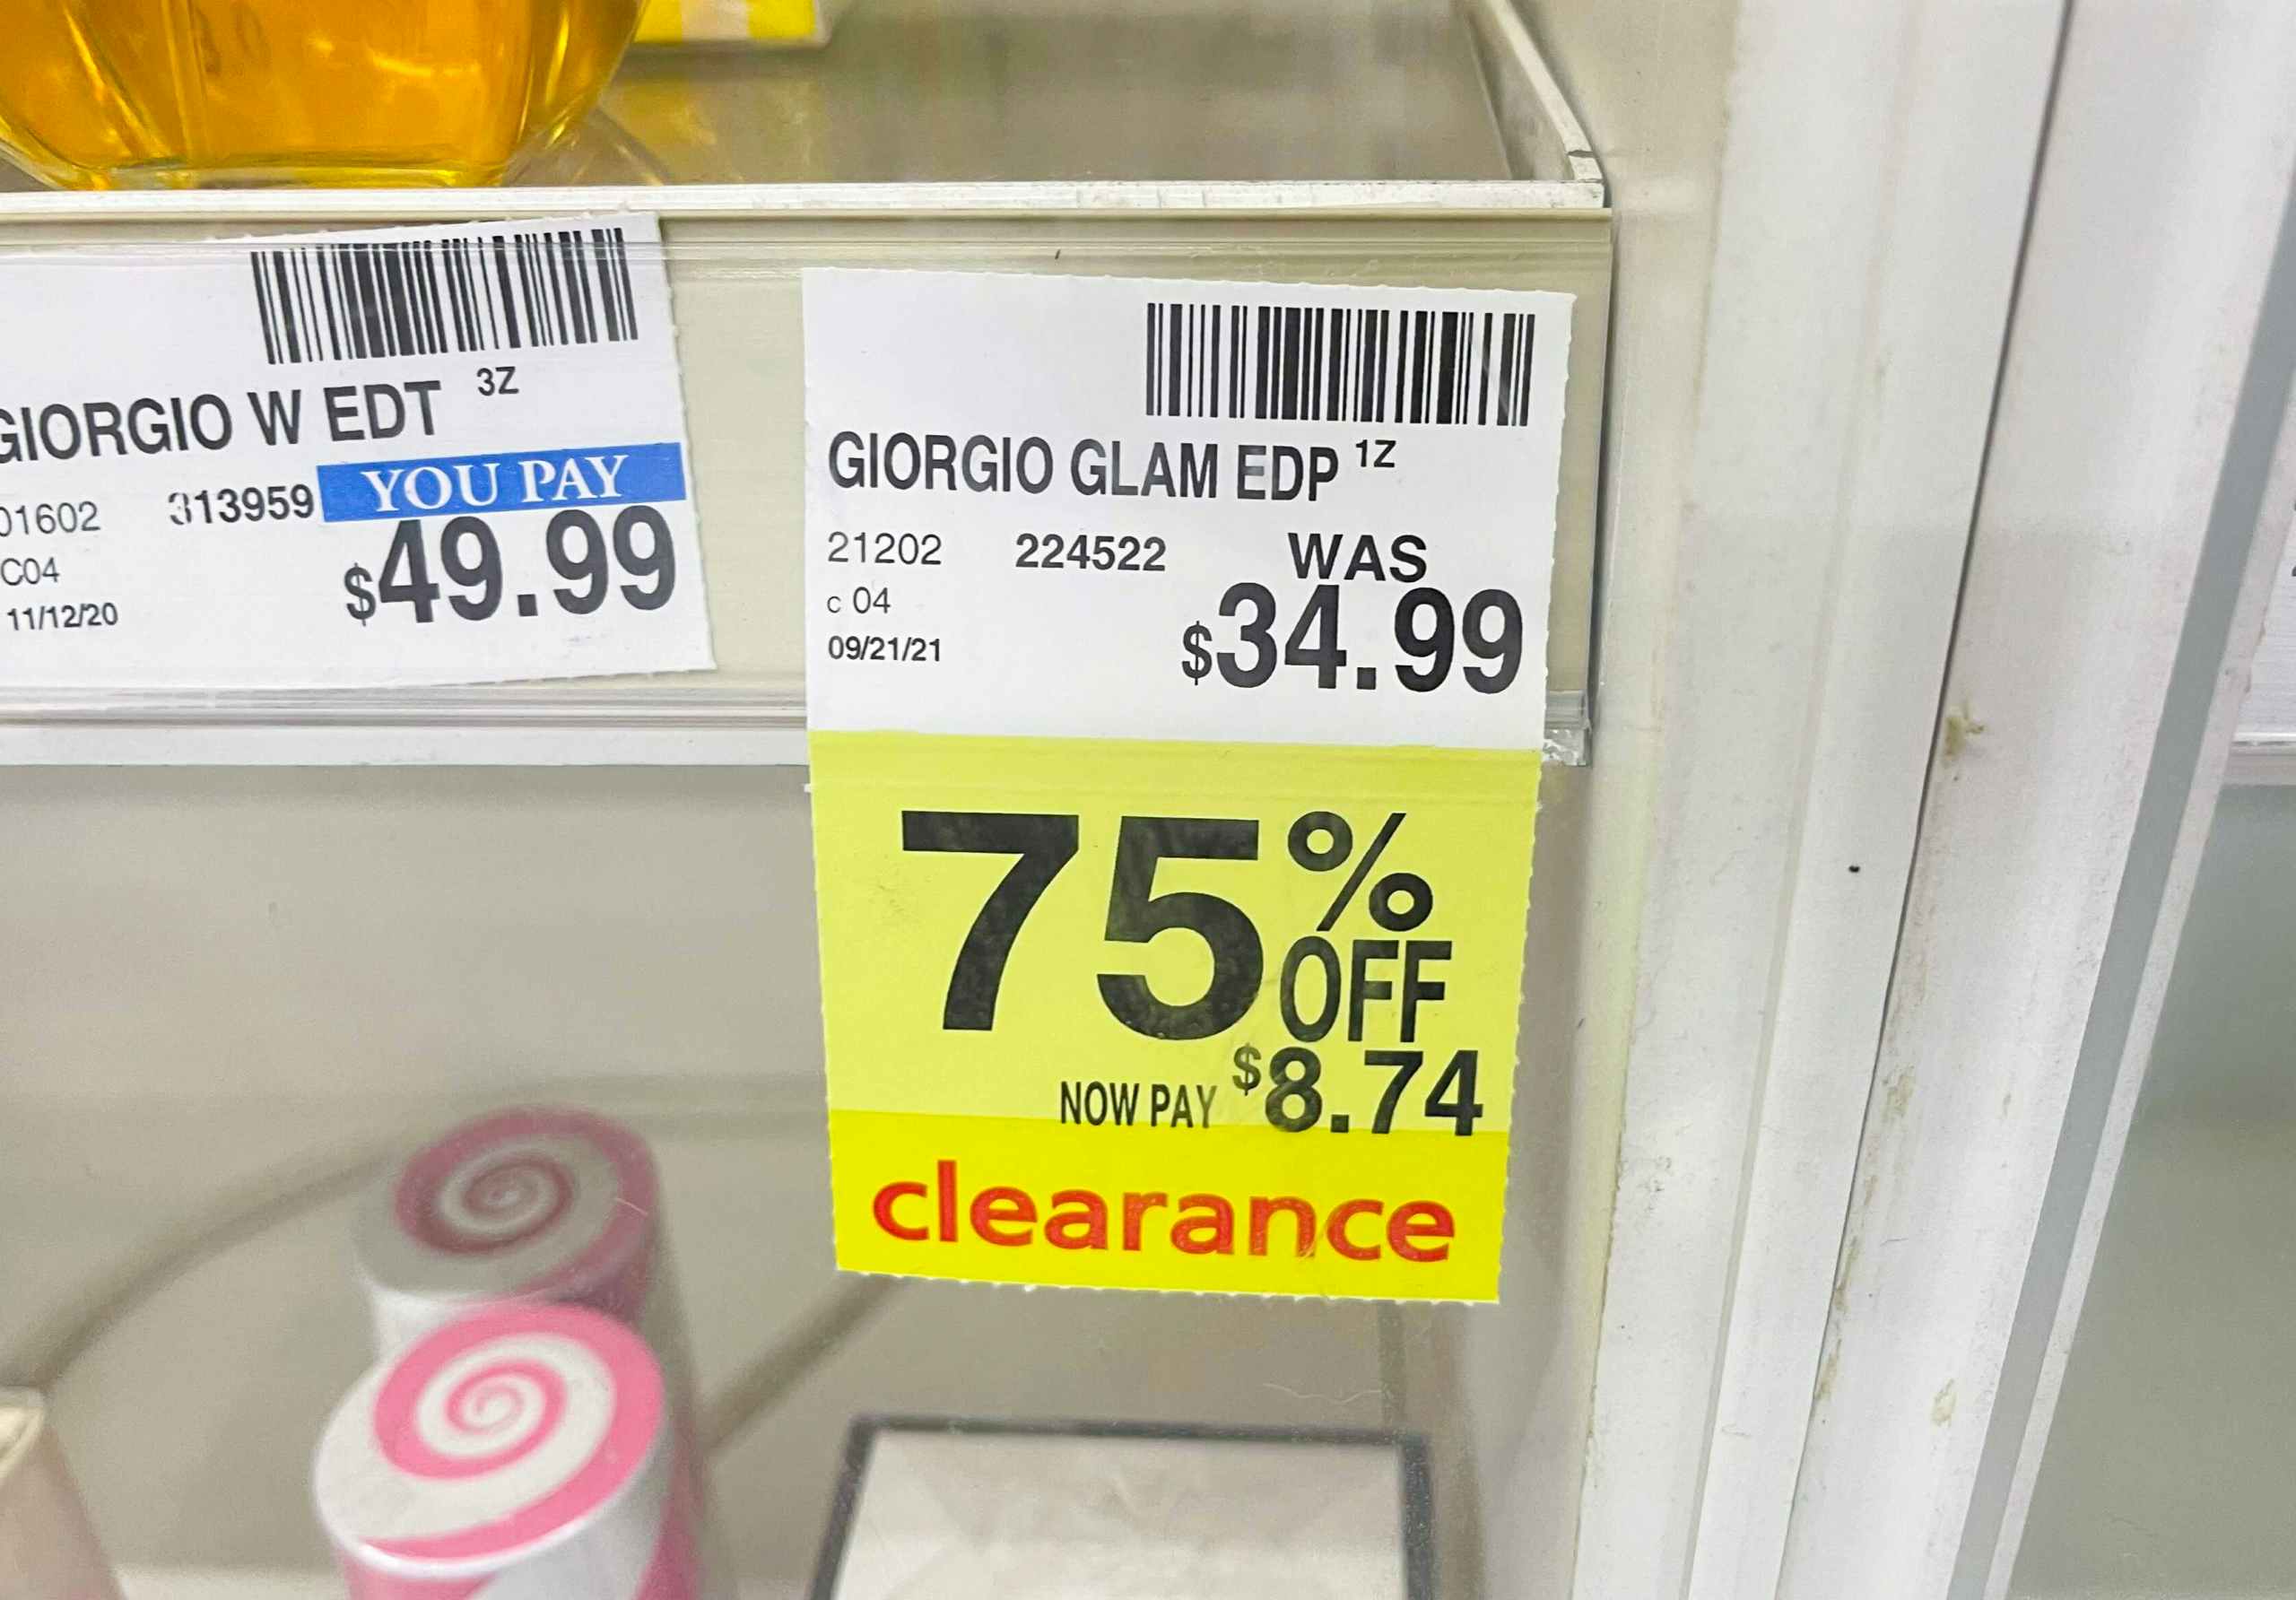 GIORGIO W EDT 3Z
01602 313959 YOU PAY
C04 $49.99
11/12/20
GIORGIO GLAM EDP 1Z
21202 224522 WAS
c 04 $34.99
09/21/21
75% OFF
NOW PAY $8.74
clearance